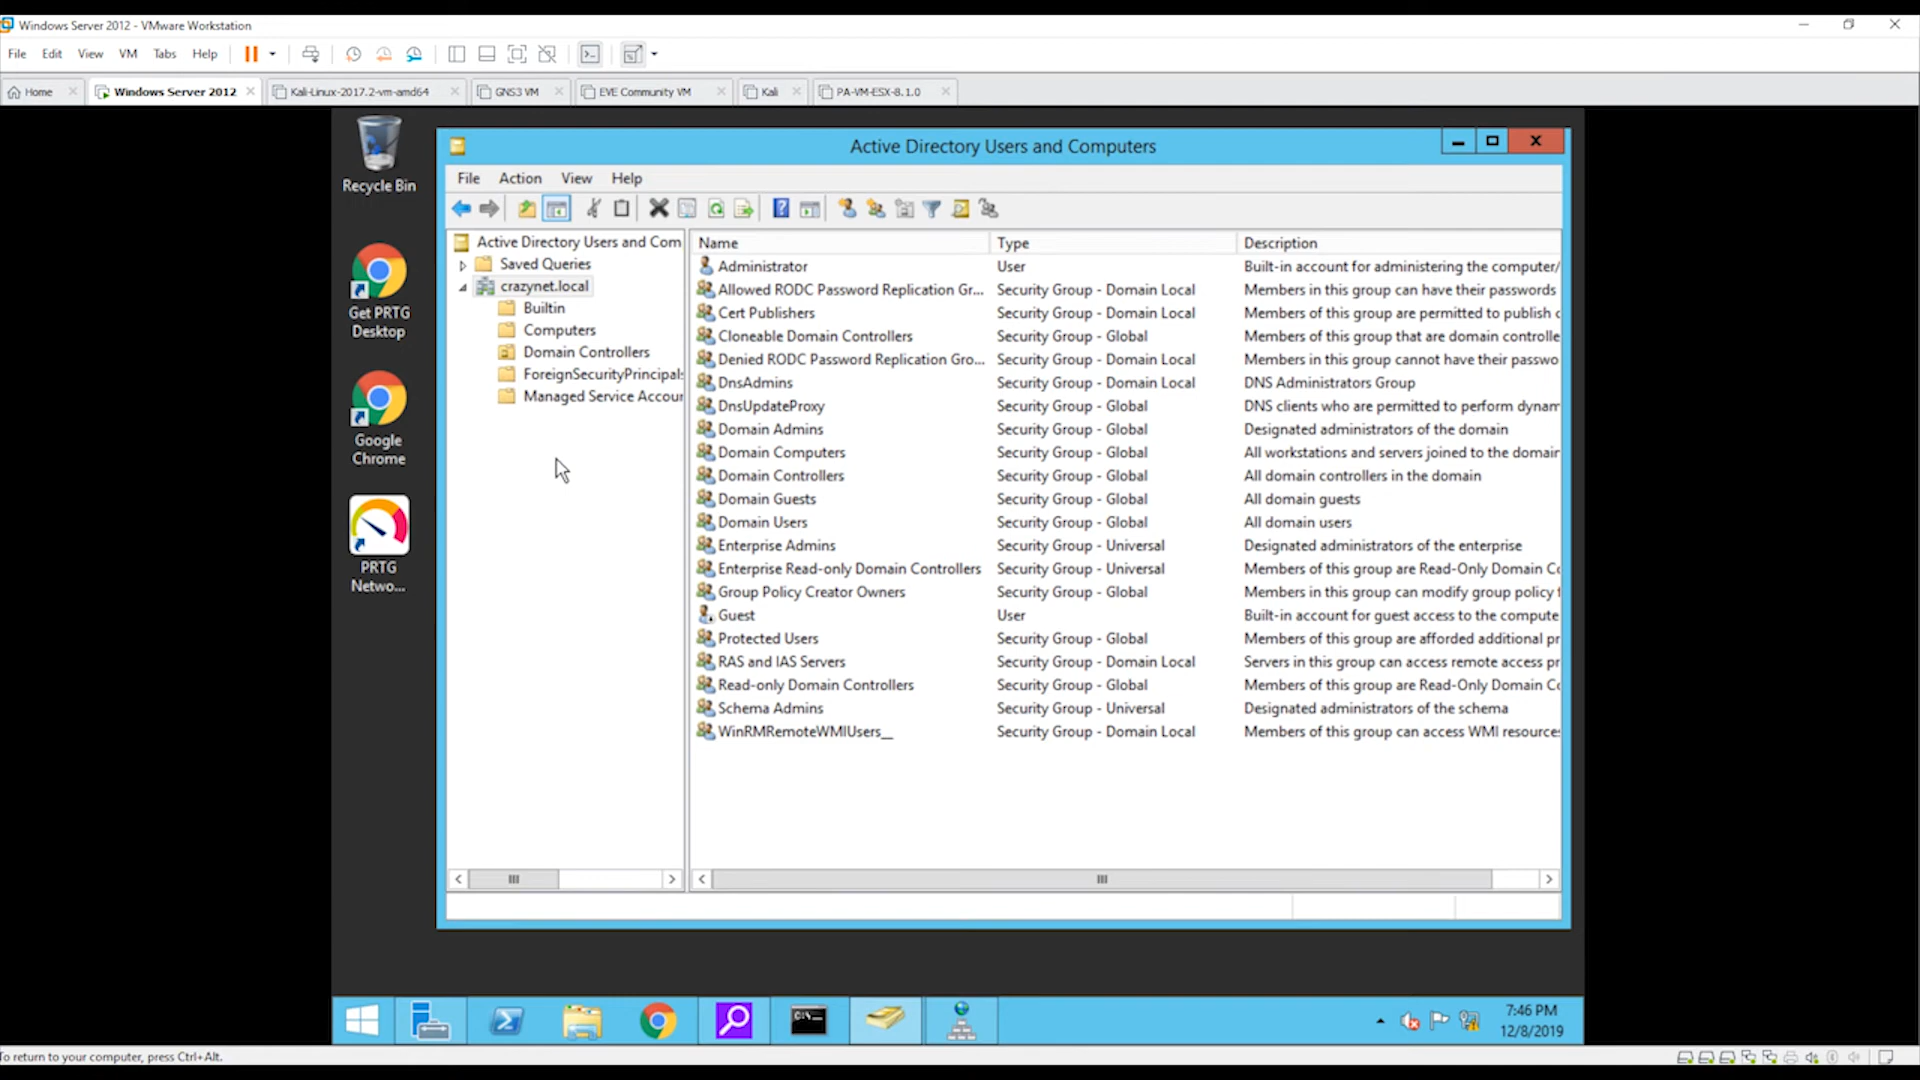 Windows Server 2012 - VMware Workstation
File Edit View VM Tabs Help
Home Windows Server 2012 Kali-Linux-2017.2-vm-amd64 GNS3 VM EVE Community VM Kali PA-VM-ESX-8.1.0
Recycle Bin
Get PRTG
Desktop
Google
Chrome
PRTG
Netwo...
Active Directory Users and Computers
File Action View Help
Active Directory Users and Com
Saved Queries
crazynet.local
Builtin
Computers
Domain Controllers
ForeignSecurityPrincipals
Managed Service Accour
Name Type Description
Administrator User Built-in account for administering the computer/
Allowed RODC Password Replication Gr... Security Group - Domain Local Members in this group can have their passwords
Cert Publishers Security Group - Domain Local Members of this group are permitted to publish c
Cloneable Domain Controllers Security Group - Global Members of this group that are domain controlle
Denied RODC Password Replication Gro... Security Group - Domain Local Members in this group cannot have their passwo
DnsAdmins Security Group - Domain Local DNS Administrators Group
DnsUpdateProxy Security Group - Global DNS clients who are permitted to perform dynam
Domain Admins Security Group - Global Designated administrators of the domain
Domain Computers Security Group - Global All workstations and servers joined to the domain
Domain Controllers Security Group - Global All domain controllers in the domain
Domain Guests Security Group - Global All domain guests
Domain Users Security Group - Global All domain users
Enterprise Admins Security Group - Universal Designated administrators of the enterprise
Enterprise Read-only Domain Controllers Security Group - Universal Members of this group are Read-Only Domain Co
Group Policy Creator Owners Security Group - Global Members in this group can modify group policy f
Guest User Built-in account for guest access to the compute
Protected Users Security Group - Global Members of this group are afforded additional pr
RAS and IAS Servers Security Group - Domain Local Servers in this group can access remote access pr
Read-only Domain Controllers Security Group - Global Members of this group are Read-Only Domain Co
Schema Admins Security Group - Universal Designated administrators of the schema
WinRMRemoteWMIUsers__ Security Group - Domain Local Members of this group can access WMI resources
7:46 PM
12/8/2019
To return to your computer, press Ctrl+Alt.